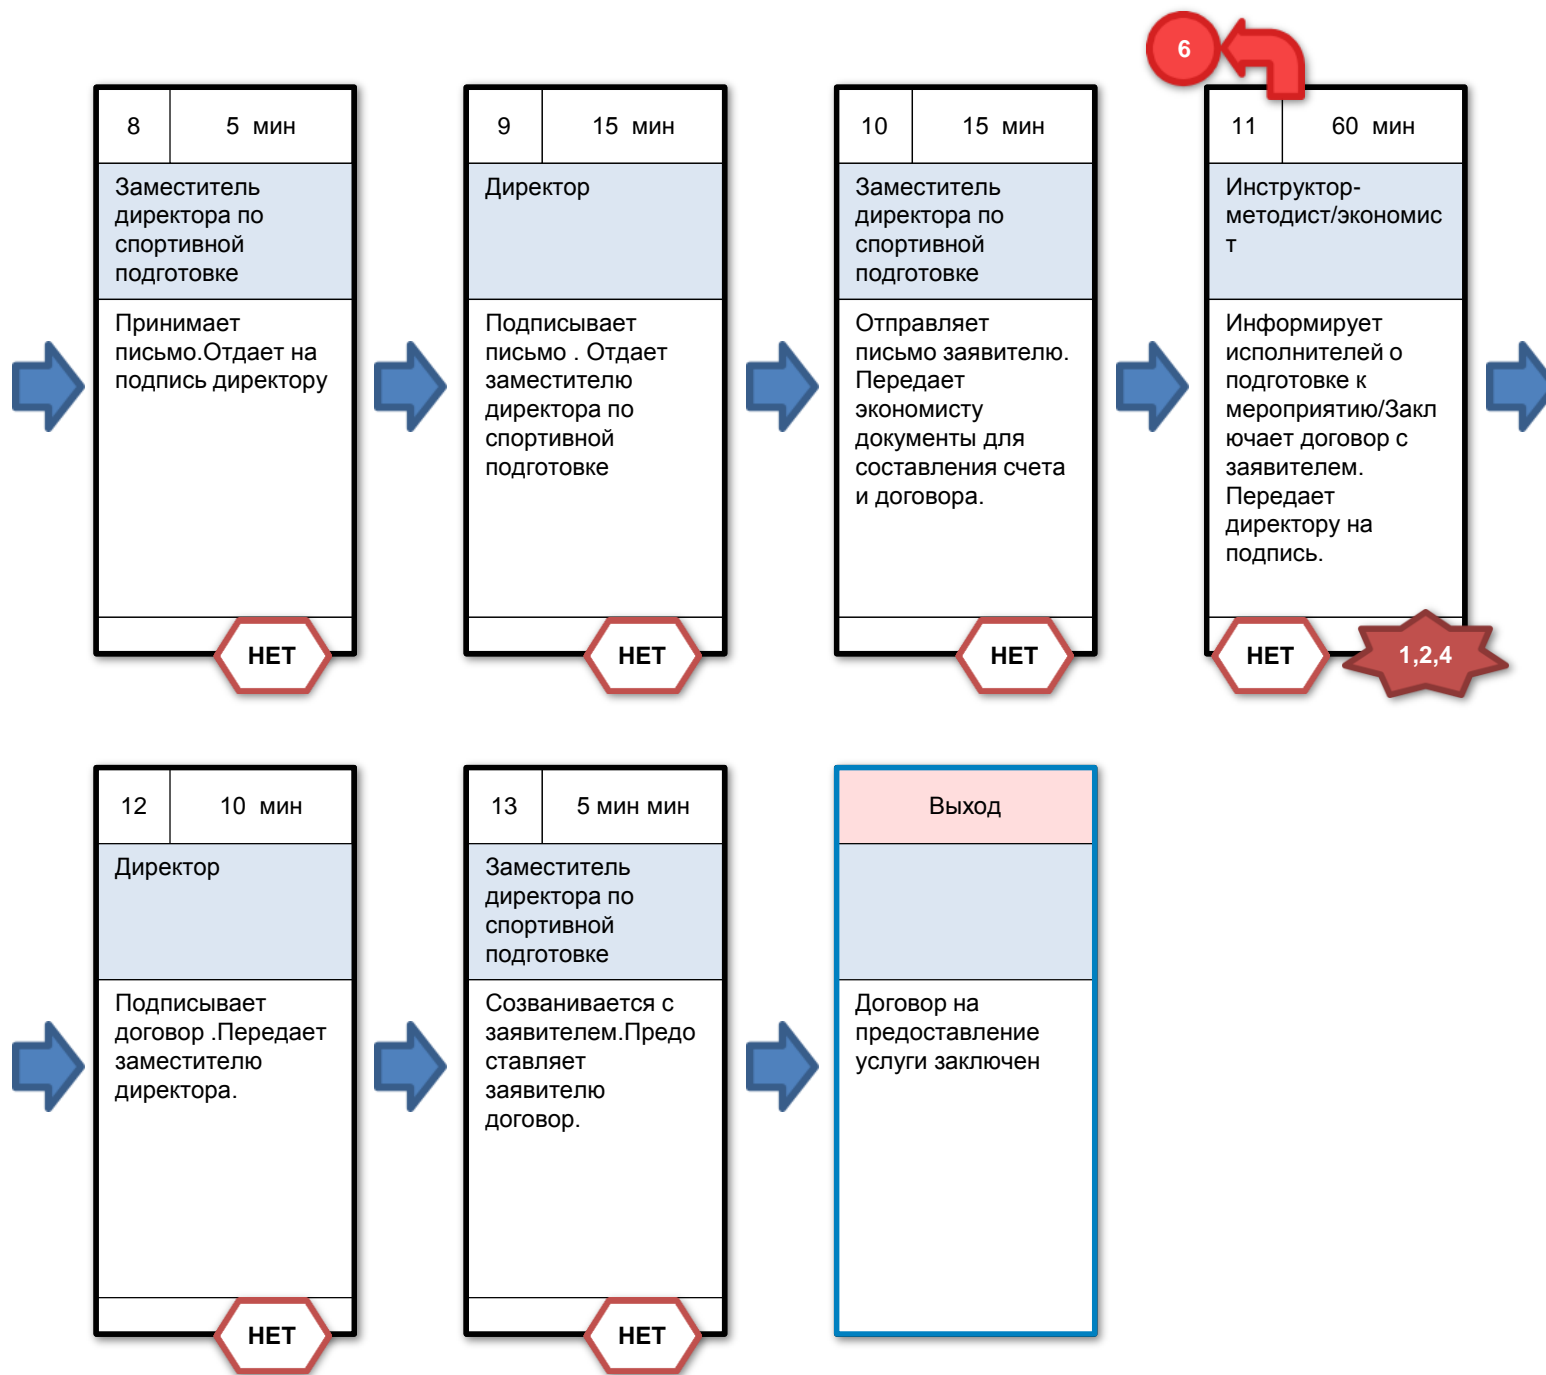 6
8
5 мин
Заместитель
директора по
спортивной
подготовке
Принимает
письмо.Отдает на
подпись директору
НЕТ
9
15 мин
Директор
Подписывает
письмо . Отдает
заместителю
директора по
спортивной
подготовке
НЕТ
10
15 мин
Заместитель
директора по
спортивной
подготовке
Отправляет
письмо заявителю.
Передает
экономисту
документы для
составления счета
и договора.
НЕТ
11
60 мин
Инструктор-
методист/экономис
т
Информирует
исполнителей о
подготовке к
мероприятию/Закл
ючает договор с
заявителем.
Передает
директору на
подпись.
НЕТ
1,2,4
12
10 мин
Директор
Подписывает
договор .Передает
заместителю
директора.
НЕТ
13
5 мин мин
Заместитель
директора по
спортивной
подготовке
Созванивается с
заявителем.Предо
ставляет
заявителю
договор.
НЕТ
Выход
Договор на
предоставление
услуги заключен